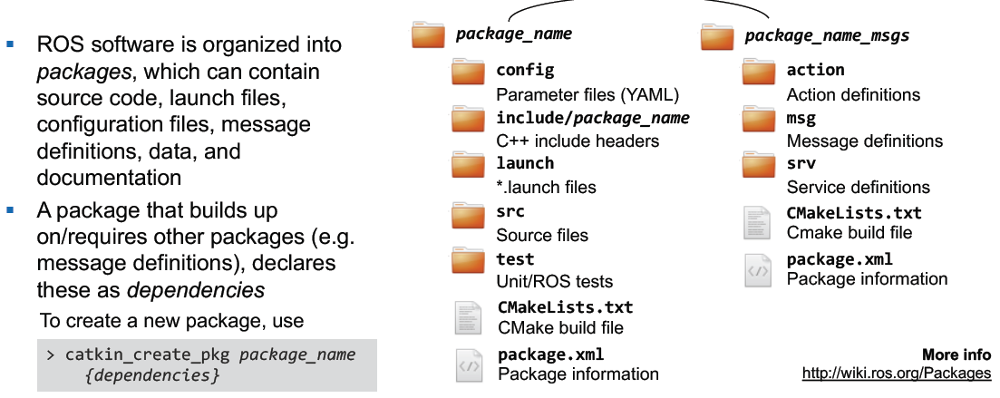 ▪ ROS software is organized into
packages, which can contain
source code, launch files,
configuration files, message
definitions, data, and
documentation
▪ A package that builds up
on/requires other packages (e.g.
message definitions), declares
these as dependencies
To create a new package, use
> catkin_create_pkg package_name
{dependencies}
package_name
config
Parameter files (YAML)
include/package_name
C++ include headers
launch
*.launch files
src
Source files
test
Unit/ROS tests
CMakeLists.txt
CMake build file
package.xml
Package information
package_name_msgs
action
Action definitions
msg
Message definitions
srv
Service definitions
CMakeLists.txt
Cmake build file
package.xml
Package information
More info
http://wiki.ros.org/Packages